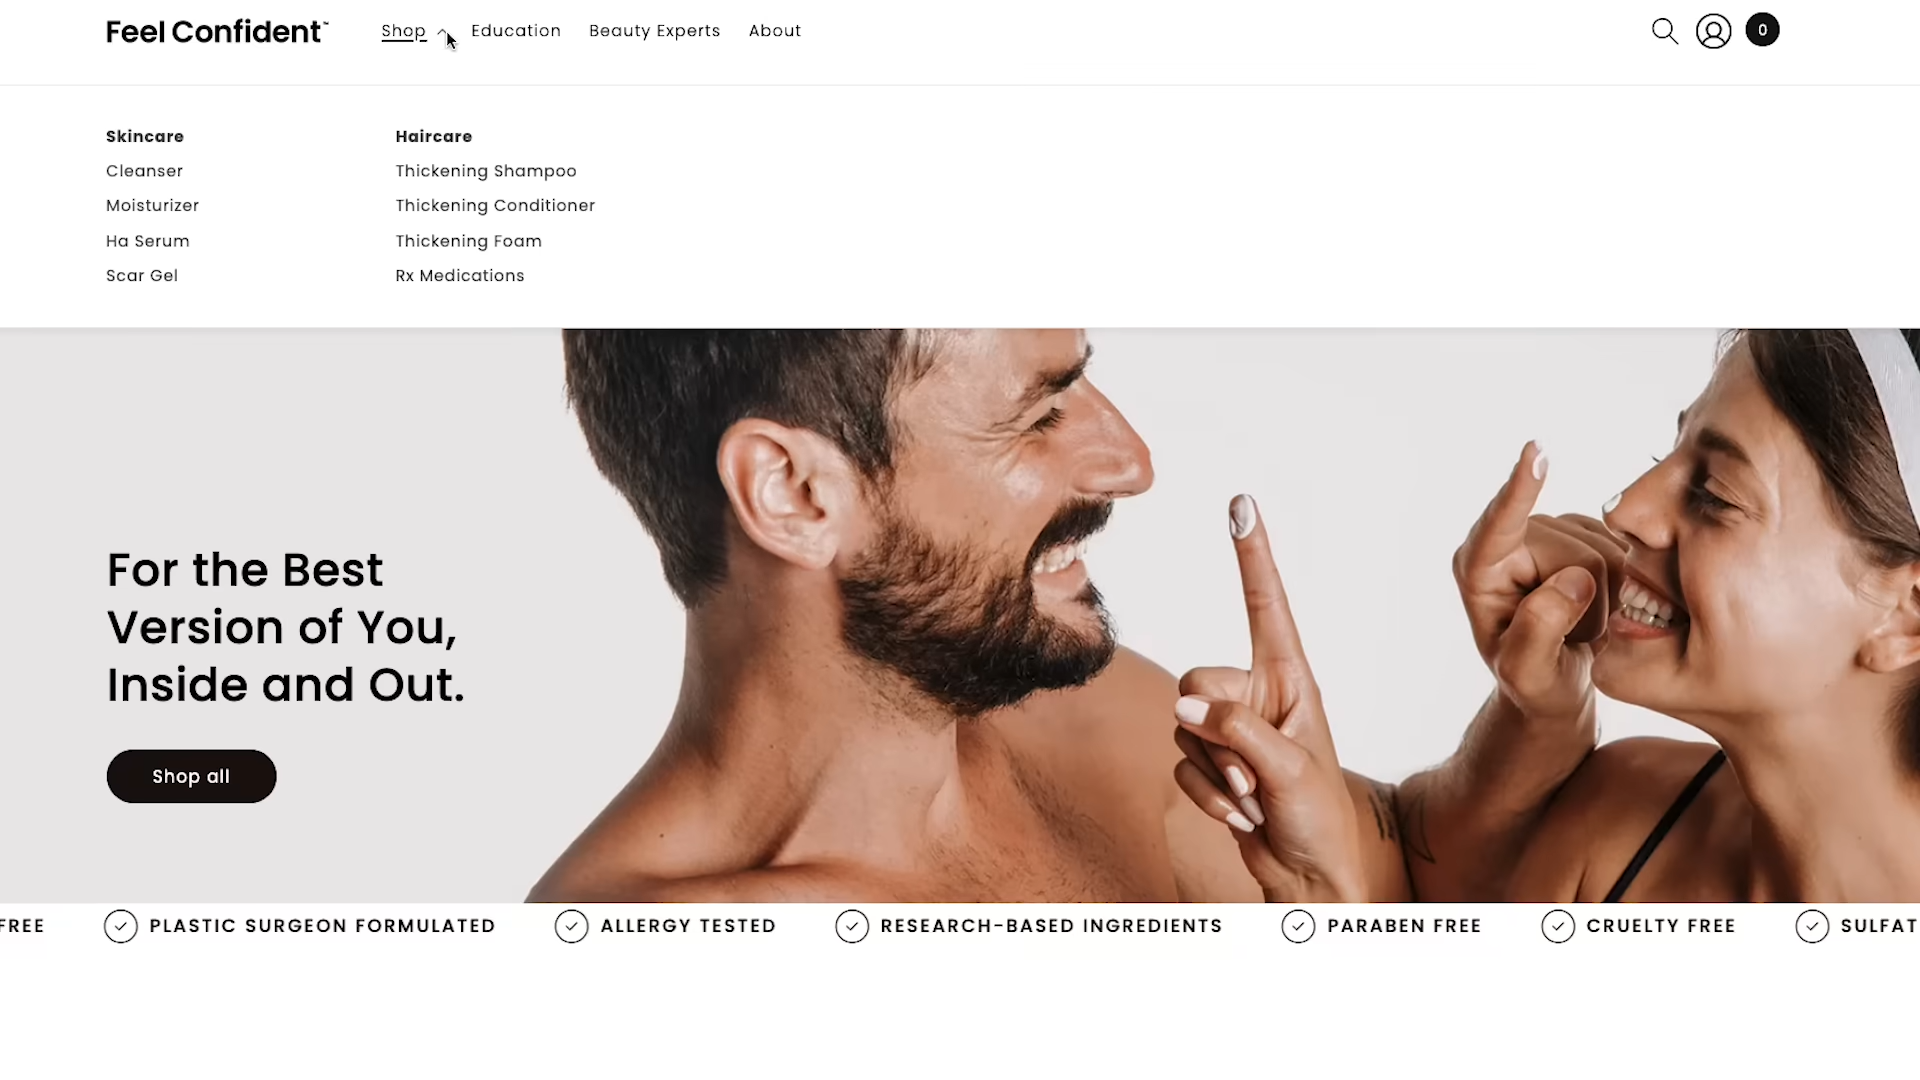 Feel Confident™ Shop Education Beauty Experts About 0
Skincare
Cleanser
Moisturizer
Ha Serum
Scar Gel
Haircare
Thickening Shampoo
Thickening Conditioner
Thickening Foam
Rx Medications
For the Best
Version of You,
Inside and Out.
Shop all
FREE PLASTIC SURGEON FORMULATED ALLERGY TESTED RESEARCH-BASED INGREDIENTS PARABEN FREE CRUELTY FREE SULFAT